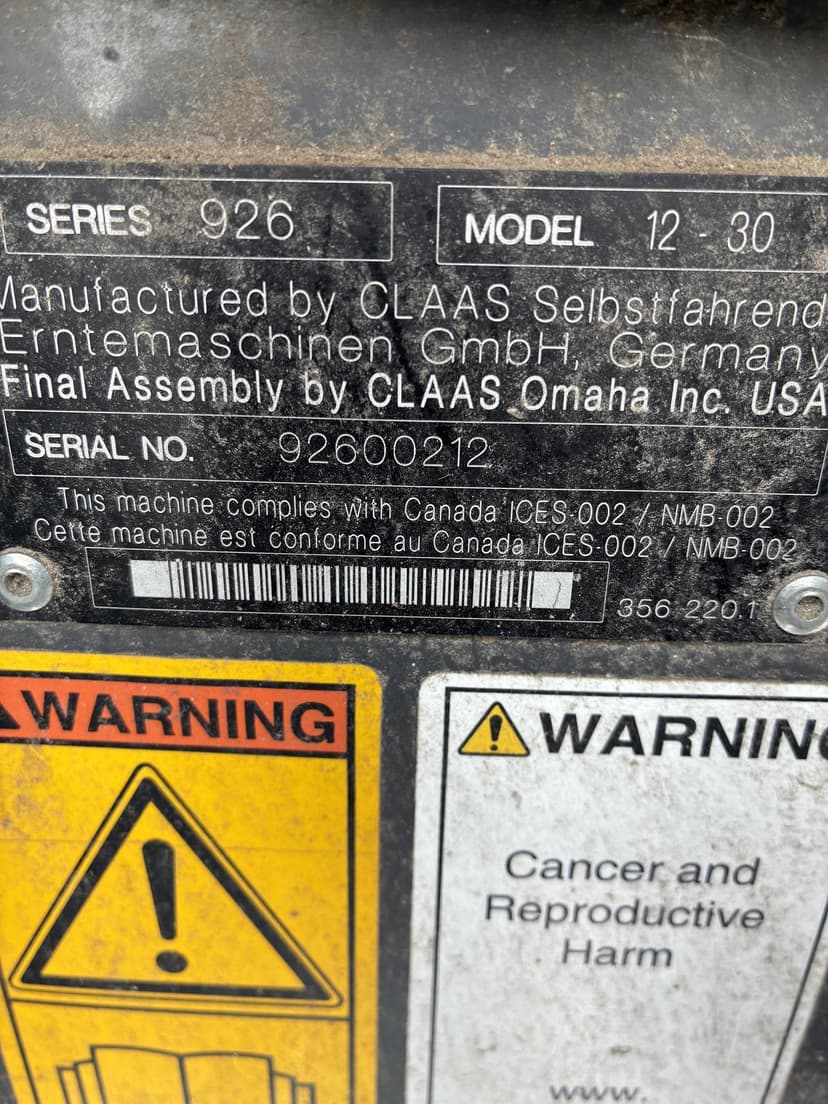 SERIES 926 MODEL 12 - 30
Manufactured by CLAAS Selbstfahrend
Erntemaschinen GmbH, Germany
Final Assembly by CLAAS Omaha Inc. USA
SERIAL NO. 92600212
This machine complies with Canada ICES-002 / NMB-002
Cette machine est conforme au Canada ICES-002 / NMB-002
356 220.1
WARNING
WARNING
Cancer and
Reproductive
Harm
www.